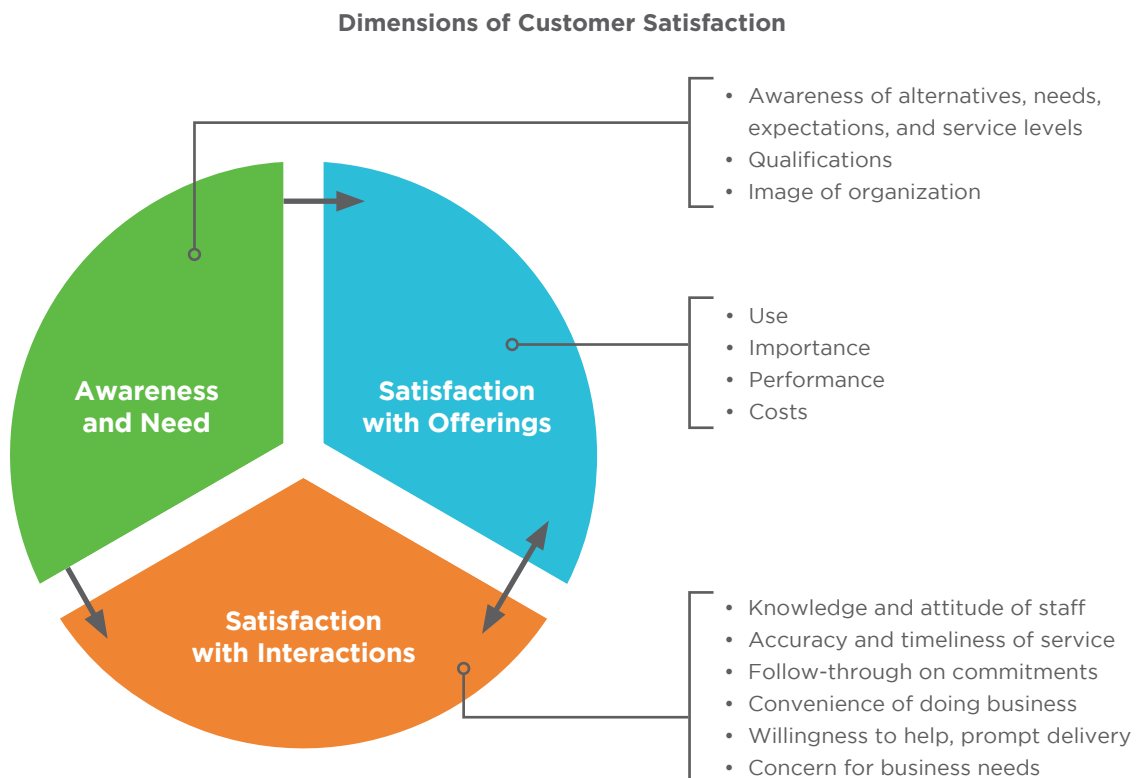 Dimensions of Customer Satisfaction
• Awareness of alternatives, needs,
expectations, and service levels
• Qualifications
• Image of organization
Awareness
and Need
Satisfaction
with Offerings
• Use
• Importance
• Performance
• Costs
Satisfaction
with Interactions
• Knowledge and attitude of staff
• Accuracy and timeliness of service
• Follow-through on commitments
• Convenience of doing business
• Willingness to help, prompt delivery
• Concern for business needs